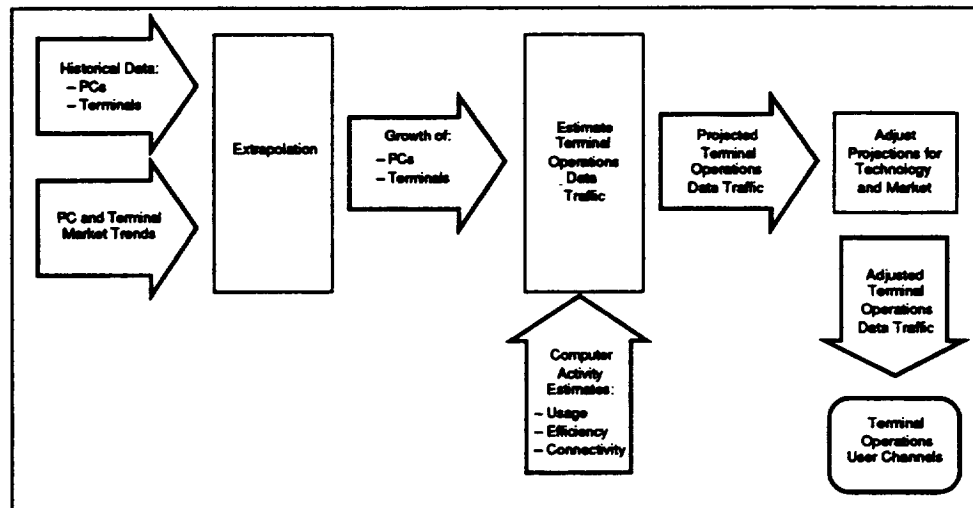 Historical Data:
– PCs
– Terminals
PC and Terminal
Market Trends
Extrapolation
Growth of:
– PCs
– Terminals
Estimate
Terminal
Operations
Data
Traffic
Computer
Activity
Estimates:
– Usage
– Efficiency
– Connectivity
Projected
Terminal
Operations
Data Traffic
Adjust
Projections for
Technology
and Market
Adjusted
Terminal
Operations
Data Traffic
Terminal
Operations
User Channels